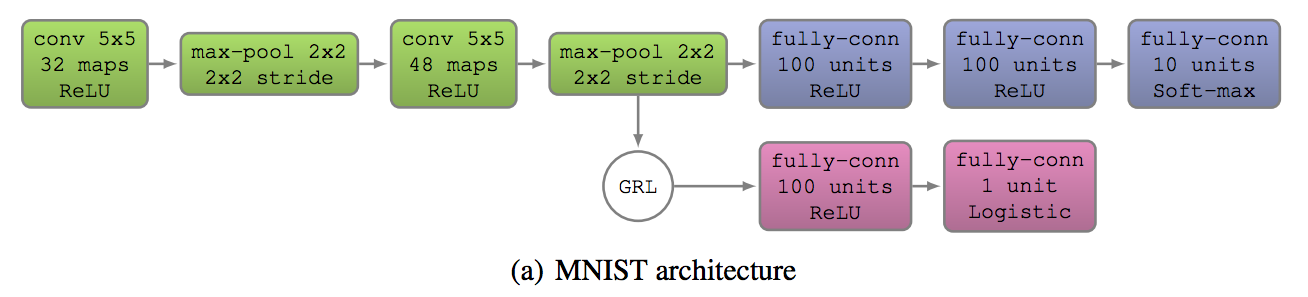 conv 5x5
32 maps
ReLU
max-pool 2x2
2x2 stride
conv 5x5
48 maps
ReLU
max-pool 2x2
2x2 stride
fully-conn
100 units
ReLU
fully-conn
100 units
ReLU
fully-conn
10 units
Soft-max
GRL
fully-conn
100 units
ReLU
fully-conn
1 unit
Logistic
(a) MNIST architecture